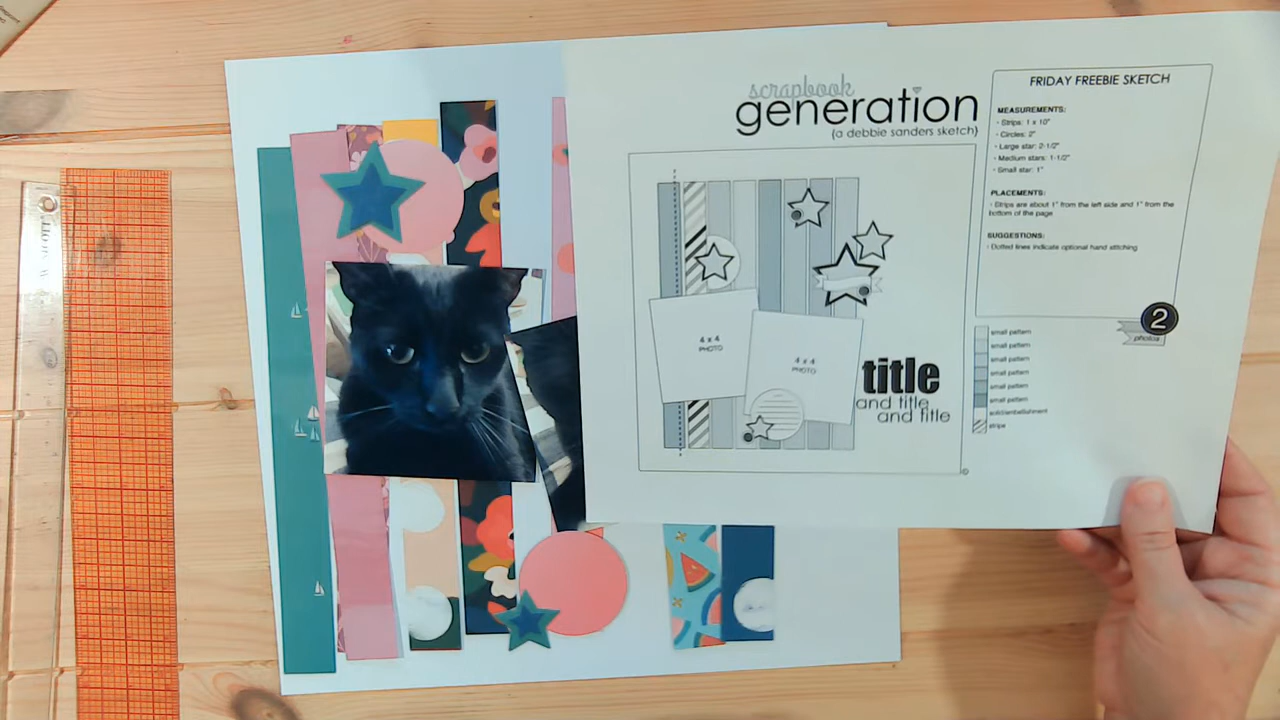 scrapbook
generation
(a debbie sanders sketch)
FRIDAY FREEBIE SKETCH
MEASUREMENTS:
• Strips: 1 x 10"
• Circles: 2"
• Large star: 2-1/2"
• Medium stars: 1-1/2"
• Small star: 1"
PLACEMENTS:
• Strips are about 1" from the left side and 1" from the
bottom of the page
SUGGESTIONS:
• Dotted lines indicate optional hand stitching
4 x 4
PHOTO
4 x 4
PHOTO
title
and title
and title
2
photos
small pattern
small pattern
small pattern
small pattern
small pattern
small pattern
solid/embellishment
stripe